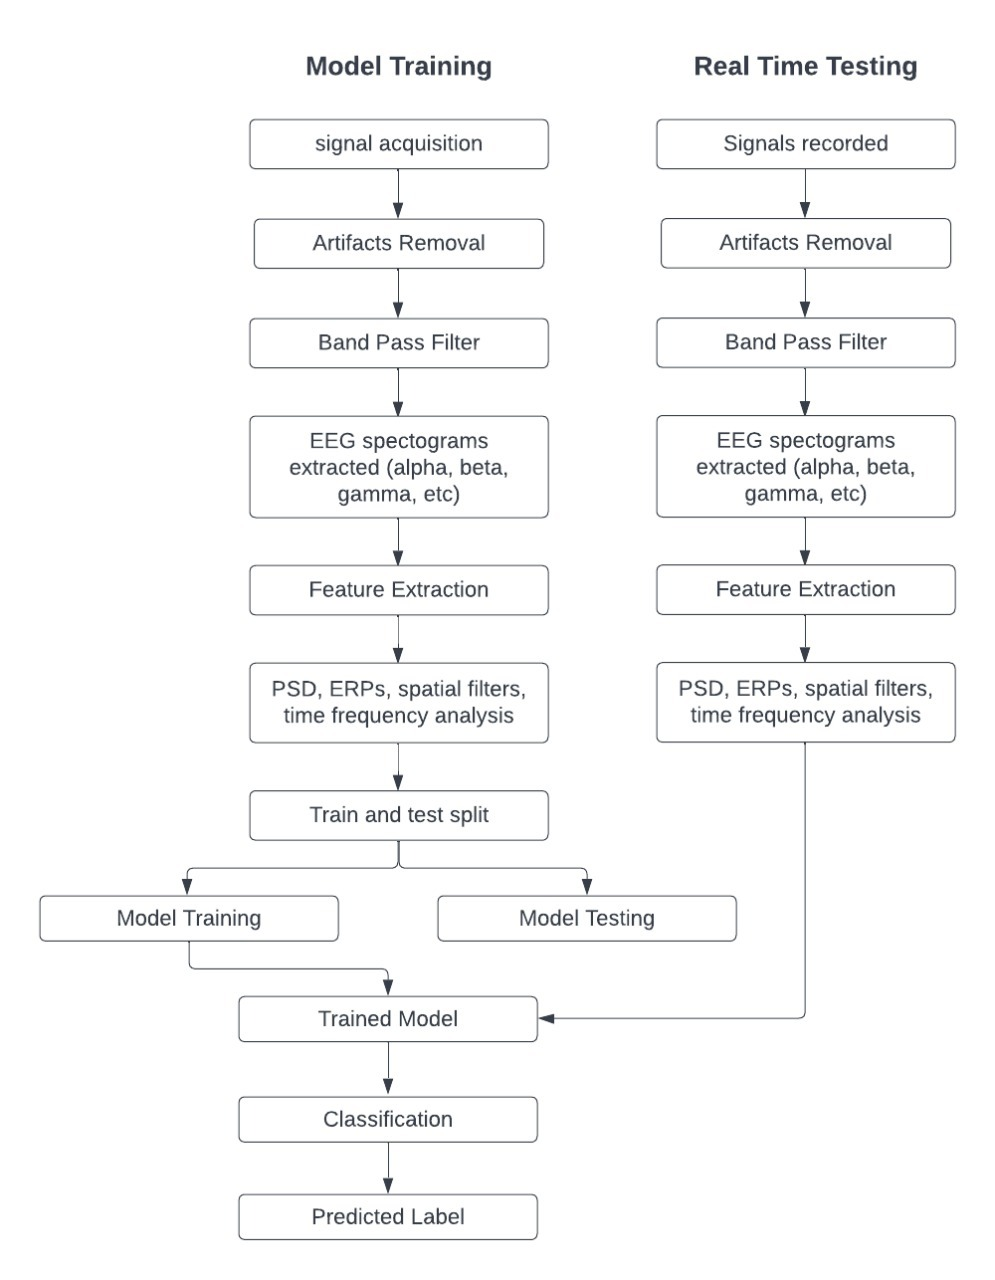 Model Training
Real Time Testing
signal acquisition
Signals recorded
Artifacts Removal
Artifacts Removal
Band Pass Filter
Band Pass Filter
EEG spectograms
extracted (alpha, beta,
gamma, etc)
EEG spectograms
extracted (alpha, beta,
gamma, etc)
Feature Extraction
Feature Extraction
PSD, ERPs, spatial filters,
time frequency analysis
PSD, ERPs, spatial filters,
time frequency analysis
Train and test split
Model Training
Model Testing
Trained Model
Classification
Predicted Label